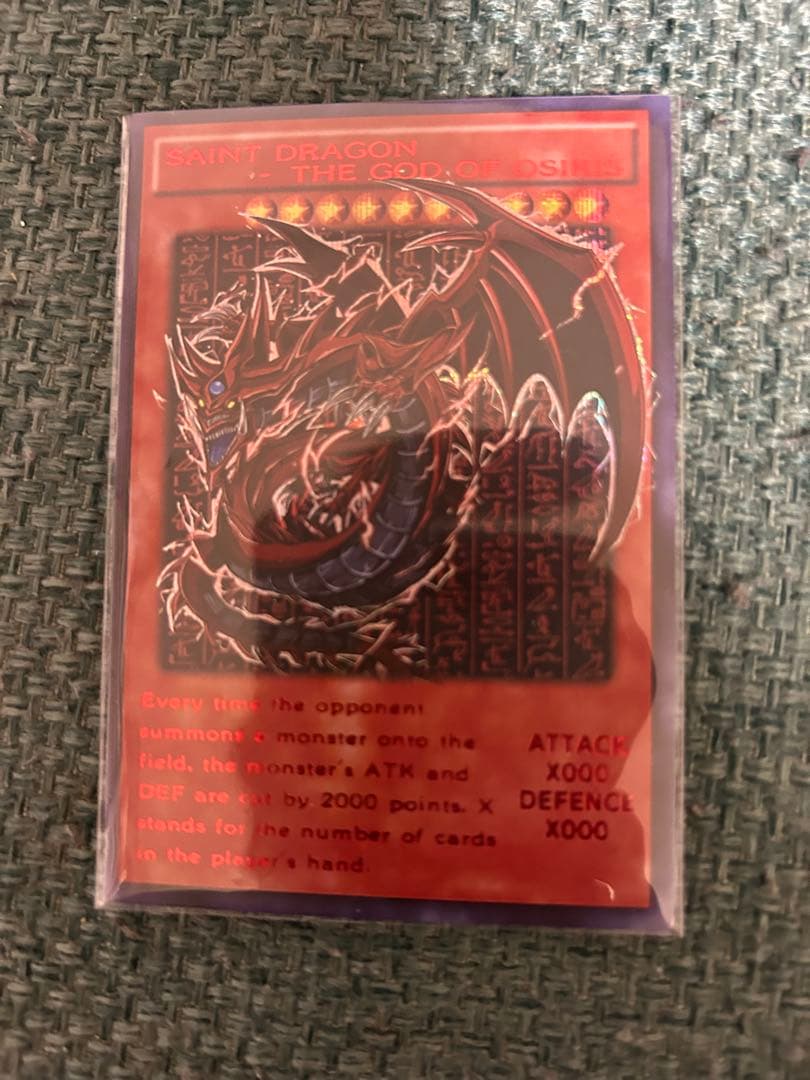 SAINT DRAGON
- THE GOD OF OSIRIS
Every time the opponent
summons a monster onto the
field, the monster's ATK and
DEF are cut by 2000 points. X
stands for the number of cards
in the player's hand.
ATTACK
X000
DEFENCE
X000